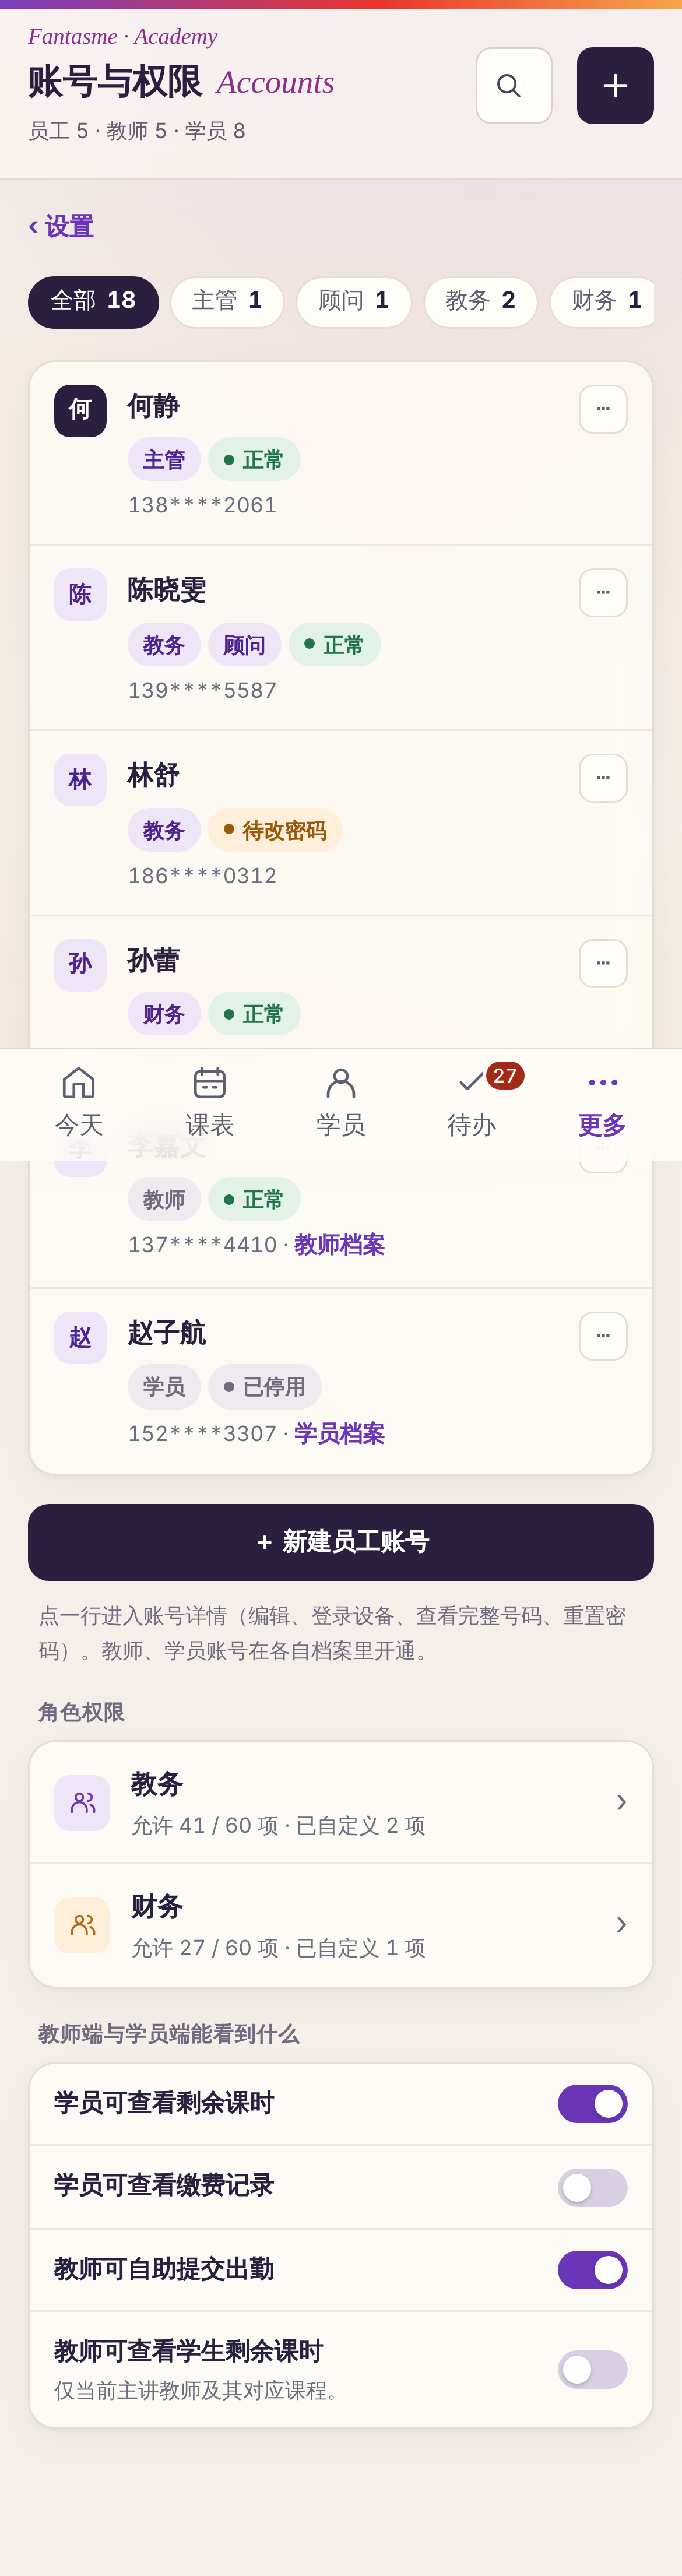 Fantasme · Academy
账号与权限 Accounts
员工 5 · 教师 5 · 学员 8
‹ 设置
全部 18 主管 1 顾问 1 教务 2 财务 1
何 何静 ···
主管 正常
138****2061
陈 陈晓雯 ···
教务 顾问 正常
139****5587
林 林舒 ···
教务 待改密码
186****0312
孙 孙蕾 ···
财务 正常
今天 课表 学员 待办 27 更多
李 李嘉文
教师 正常
137****4410 · 教师档案
赵 赵子航 ···
学员 已停用
152****3307 · 学员档案
+ 新建员工账号
点一行进入账号详情（编辑、登录设备、查看完整号码、重置密
码）。教师、学员账号在各自档案里开通。
角色权限
教务
允许 41 / 60 项 · 已自定义 2 项
财务
允许 27 / 60 项 · 已自定义 1 项
教师端与学员端能看到什么
学员可查看剩余课时
学员可查看缴费记录
教师可自助提交出勤
教师可查看学生剩余课时
仅当前主讲教师及其对应课程。